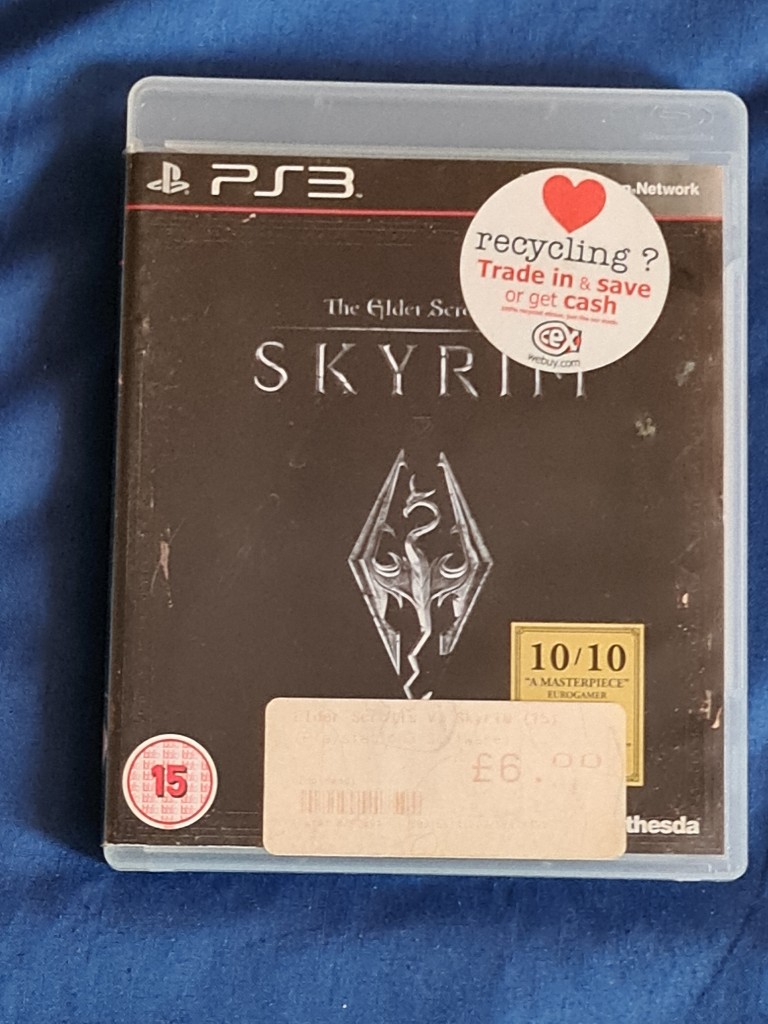 PS3
Network
recycling ?
Trade in & save
or get cash
cex
webuy.com
The Elder Scro
SKYRIM
10/10
"A MASTERPIECE"
EUROGAMER
Elder Scrolls V: Skyrim (15)
£6.00
15
thesda